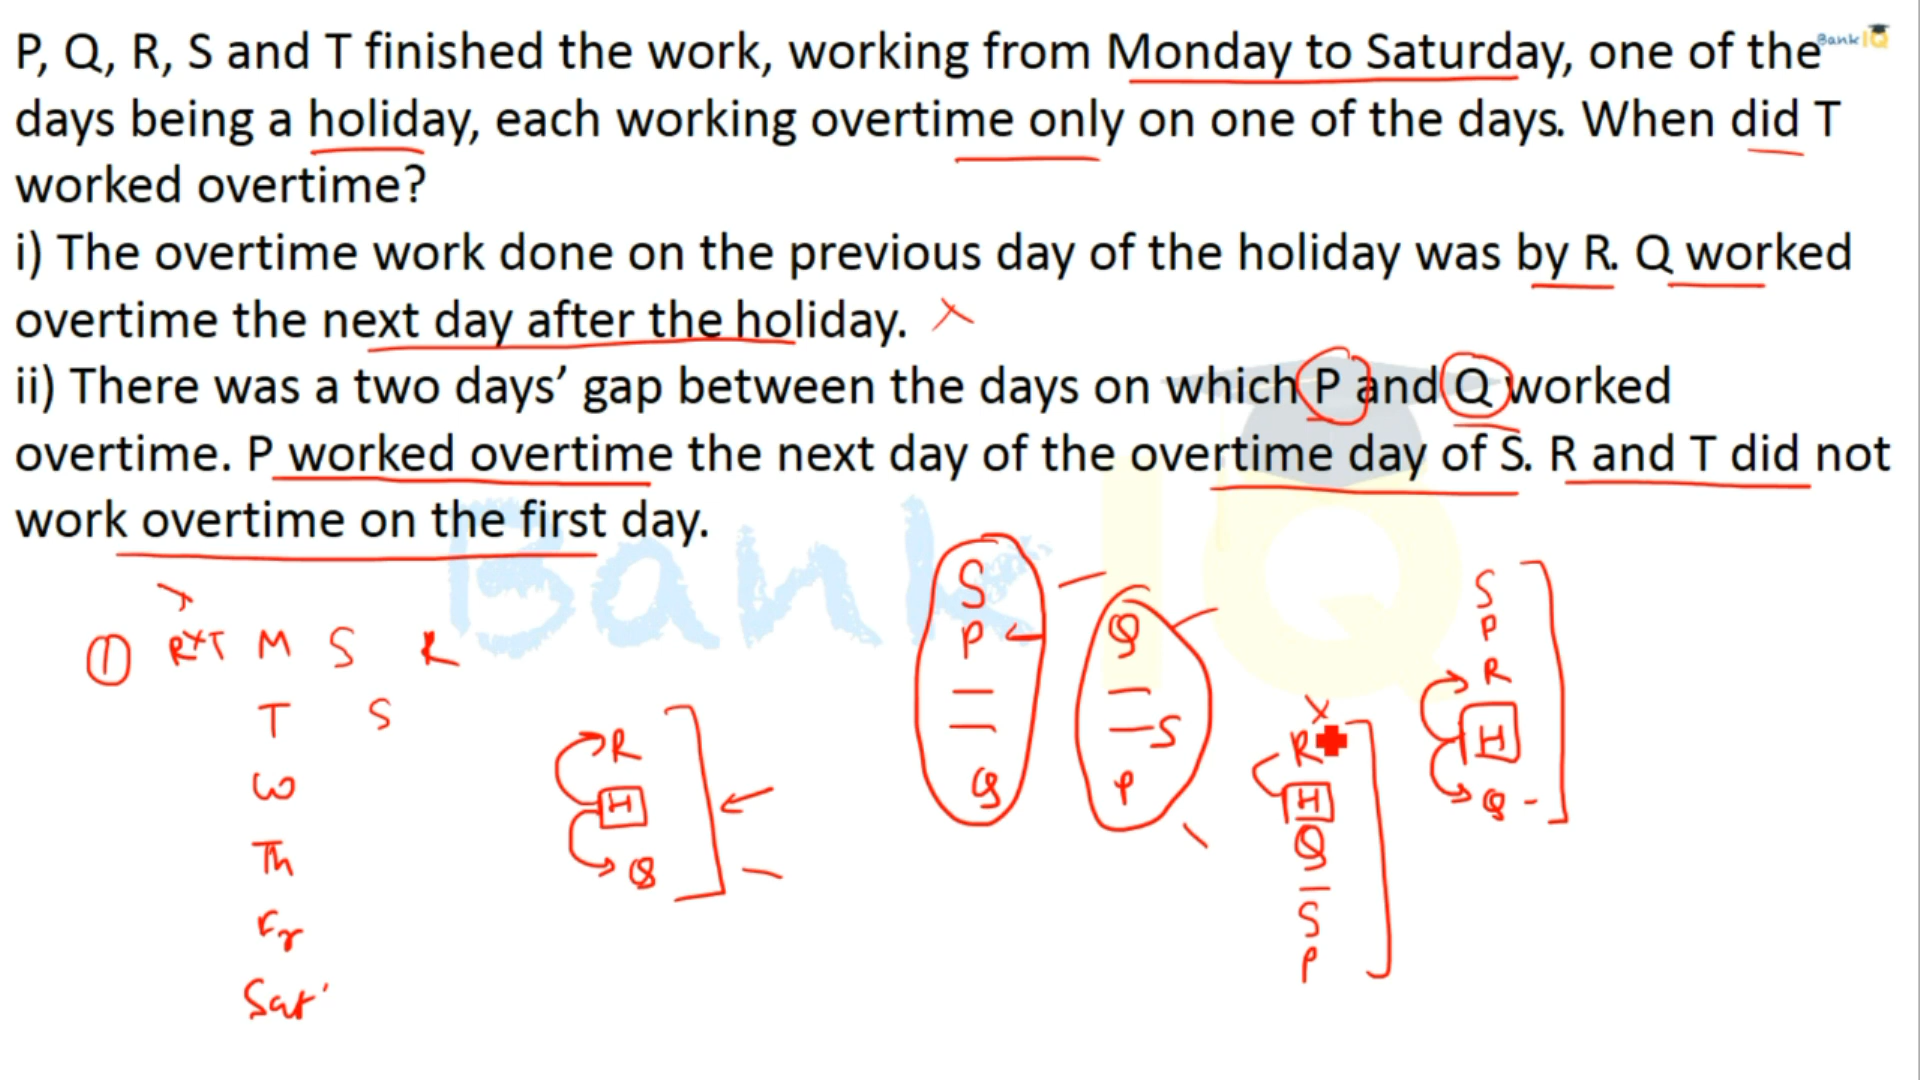 P, Q, R, S and T finished the work, working from Monday to Saturday, one of the
Bank IQ
days being a holiday, each working overtime only on one of the days. When did T
worked overtime?
i) The overtime work done on the previous day of the holiday was by R. Q worked
overtime the next day after the holiday. ×
ii) There was a two days’ gap between the days on which P and Q worked
overtime. P worked overtime the next day of the overtime day of S. R and T did not
work overtime on the first day.
Bank IQ
① R×T M S R
T S
W
Th
Fr
Sat
R
H
Q
S
P
Q
Q
S
P
× R
H
Q
S
P
S
P
R
H
Q